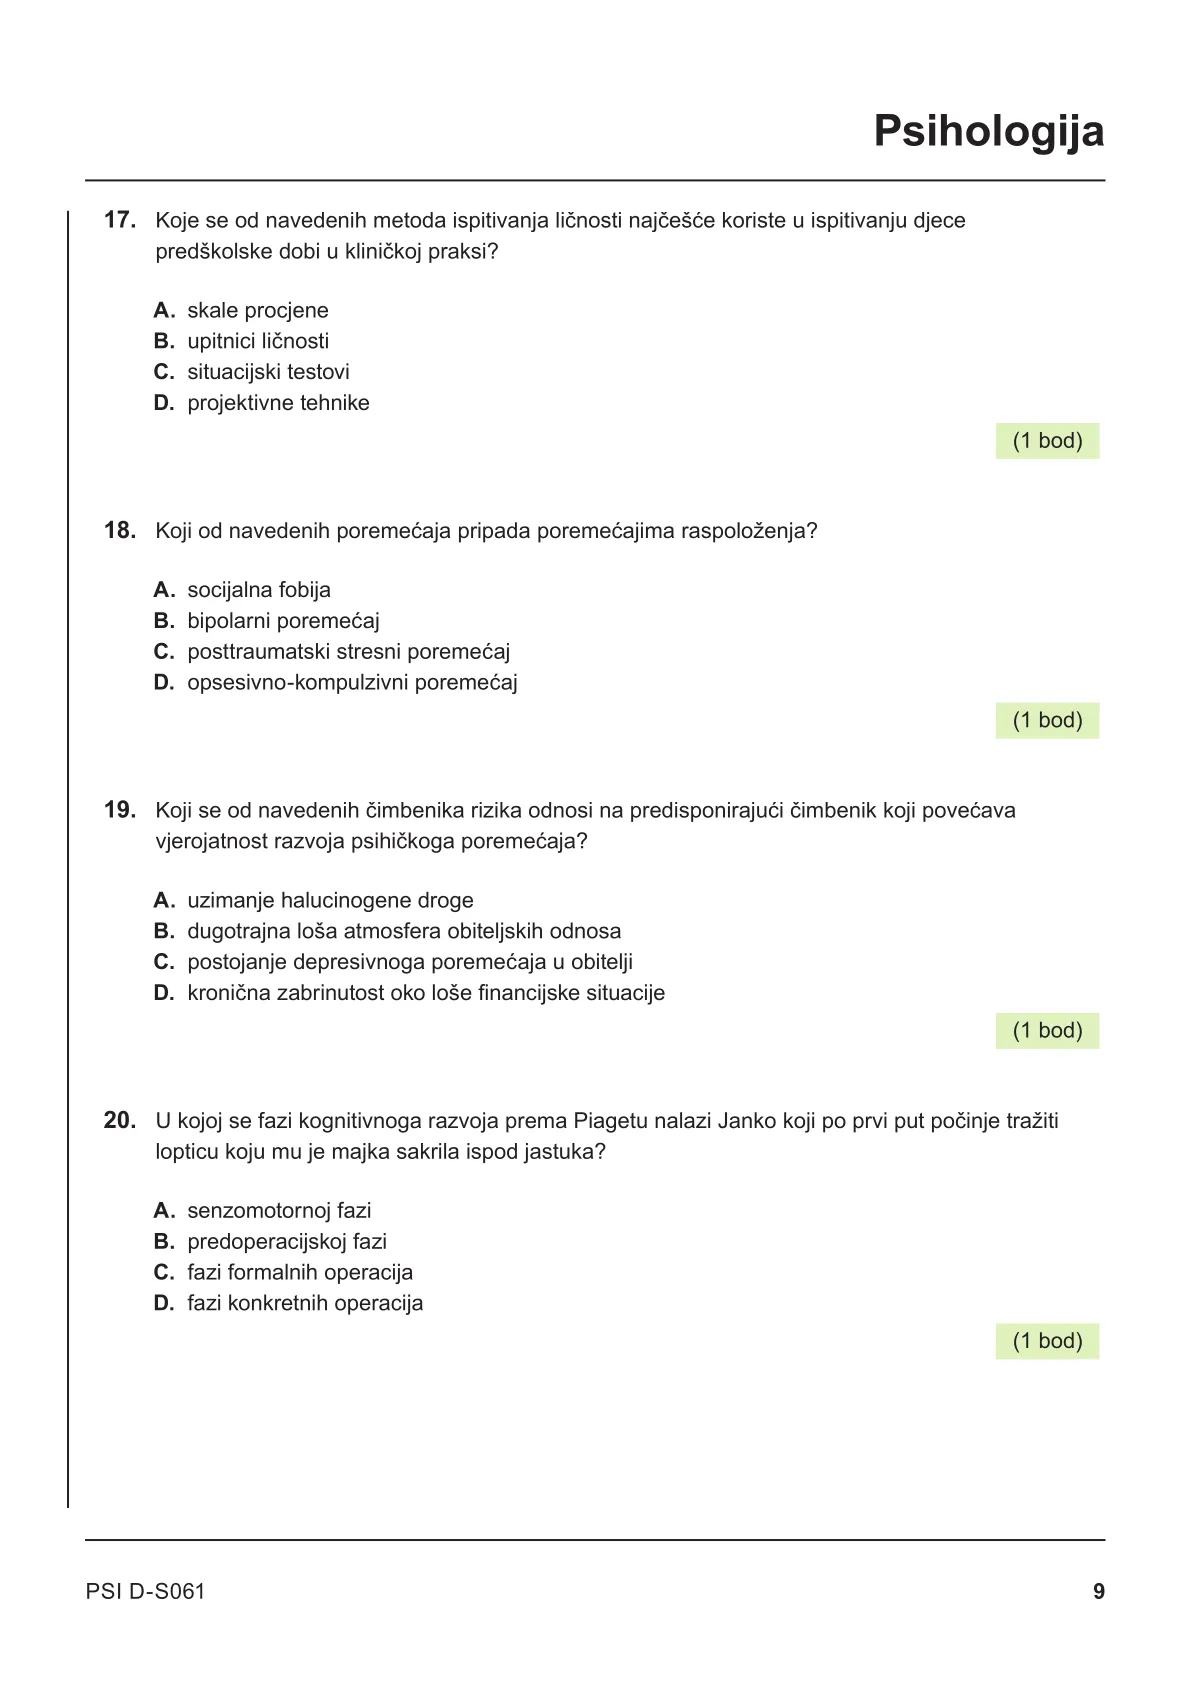 Psihologija
17. Koje se od navedenih metoda ispitivanja ličnosti najčešće koriste u ispitivanju djece
predškolske dobi u kliničkoj praksi?
A. skale procjene
B. upitnici ličnosti
C. situacijski testovi
D. projektivne tehnike
(1 bod)
18. Koji od navedenih poremećaja pripada poremećajima raspoloženja?
A. socijalna fobija
B. bipolarni poremećaj
C. posttraumatski stresni poremećaj
D. opsesivno-kompulzivni poremećaj
(1 bod)
19. Koji se od navedenih čimbenika rizika odnosi na predisponirajući čimbenik koji povećava
vjerojatnost razvoja psihičkoga poremećaja?
A. uzimanje halucinogene droge
B. dugotrajna loša atmosfera obiteljskih odnosa
C. postojanje depresivnoga poremećaja u obitelji
D. kronična zabrinutost oko loše financijske situacije
(1 bod)
20. U kojoj se fazi kognitivnoga razvoja prema Piagetu nalazi Janko koji po prvi put počinje tražiti
lopticu koju mu je majka sakrila ispod jastuka?
A. senzomotornoj fazi
B. predoperacijskoj fazi
C. fazi formalnih operacija
D. fazi konkretnih operacija
(1 bod)
PSI D-S061
9